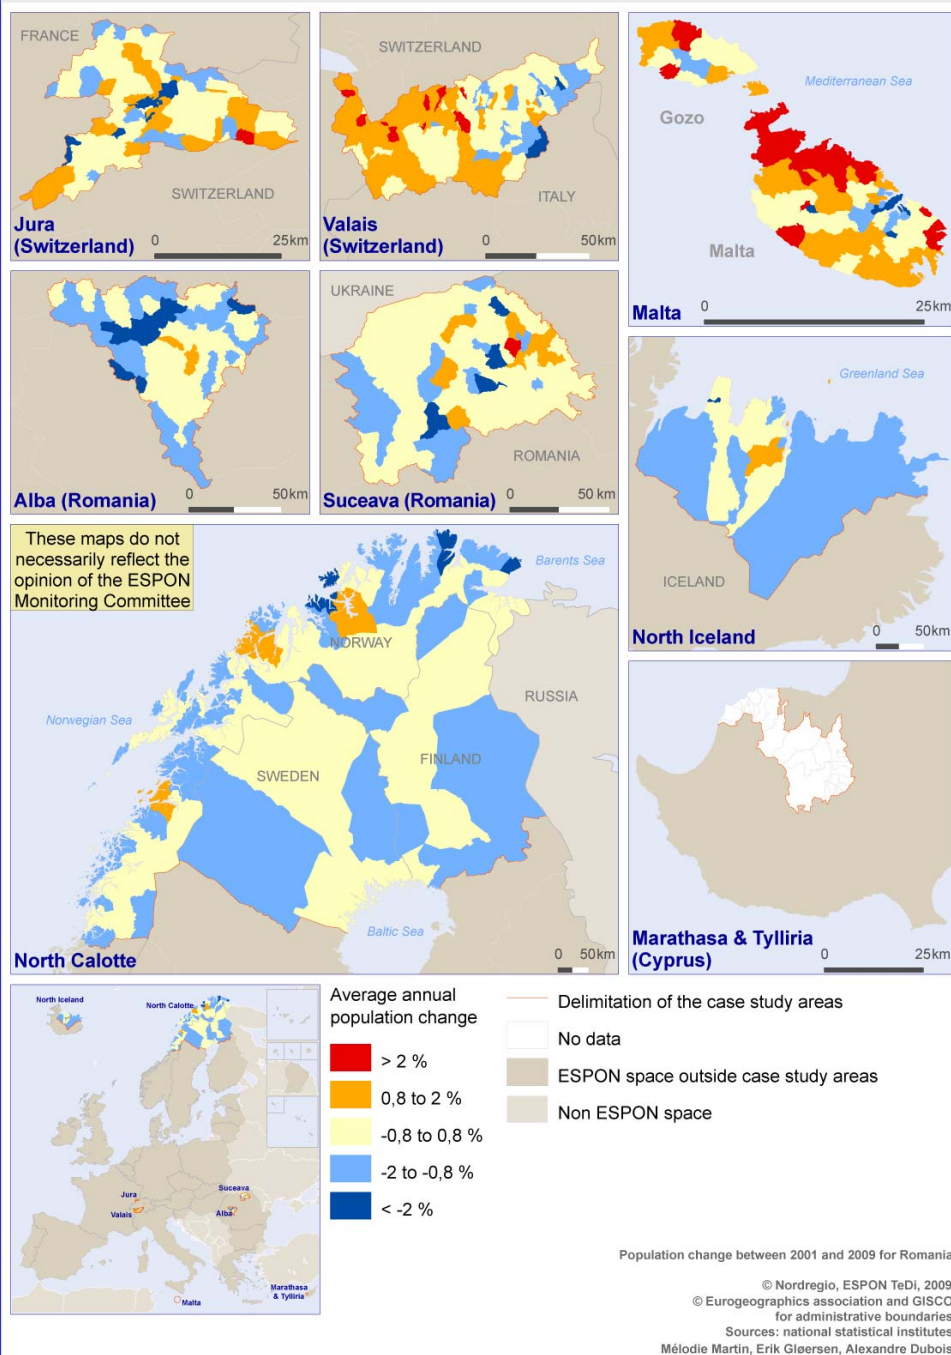 FRANCE
SWITZERLAND
Jura
(Switzerland)
0 25km
SWITZERLAND
ITALY
Valais
(Switzerland)
0 50km
Mediterranean Sea
Gozo
Malta
Malta
0 25km
Alba (Romania)
0 50km
UKRAINE
ROMANIA
Suceava (Romania)
0 50 km
Greenland Sea
ICELAND
North Iceland
0 50km
These maps do not
necessarily reflect the
opinion of the ESPON
Monitoring Committee
Barents Sea
NORWAY
RUSSIA
Norwegian Sea
FINLAND
SWEDEN
Baltic Sea
North Calotte
0 50km
Marathasa & Tylliria
(Cyprus)
0 25km
North Iceland
North Calotte
Jura
Valais
Suceava
Alba
Marathasa
& Tylliria
Malta
Average annual
population change
> 2 %
0,8 to 2 %
-0,8 to 0,8 %
-2 to -0,8 %
< -2 %
Delimitation of the case study areas
No data
ESPON space outside case study areas
Non ESPON space
Population change between 2001 and 2009 for Romania
© Nordregio, ESPON TeDi, 2009
© Eurogeographics association and GISCO
for administrative boundaries
Sources: national statistical institutes
Mélodie Martin, Erik Gløersen, Alexandre Dubois